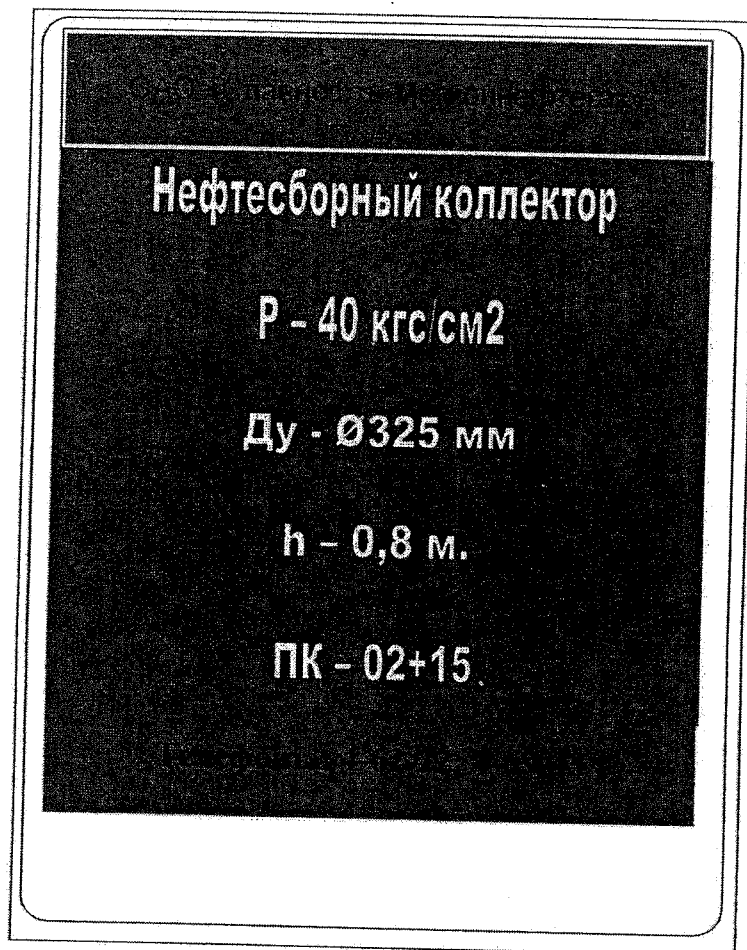 Нефтесборный коллектор
Р – 40 кгс/см2
Ду - Ø325 мм
h – 0,8 м.
ПК – 02+15.